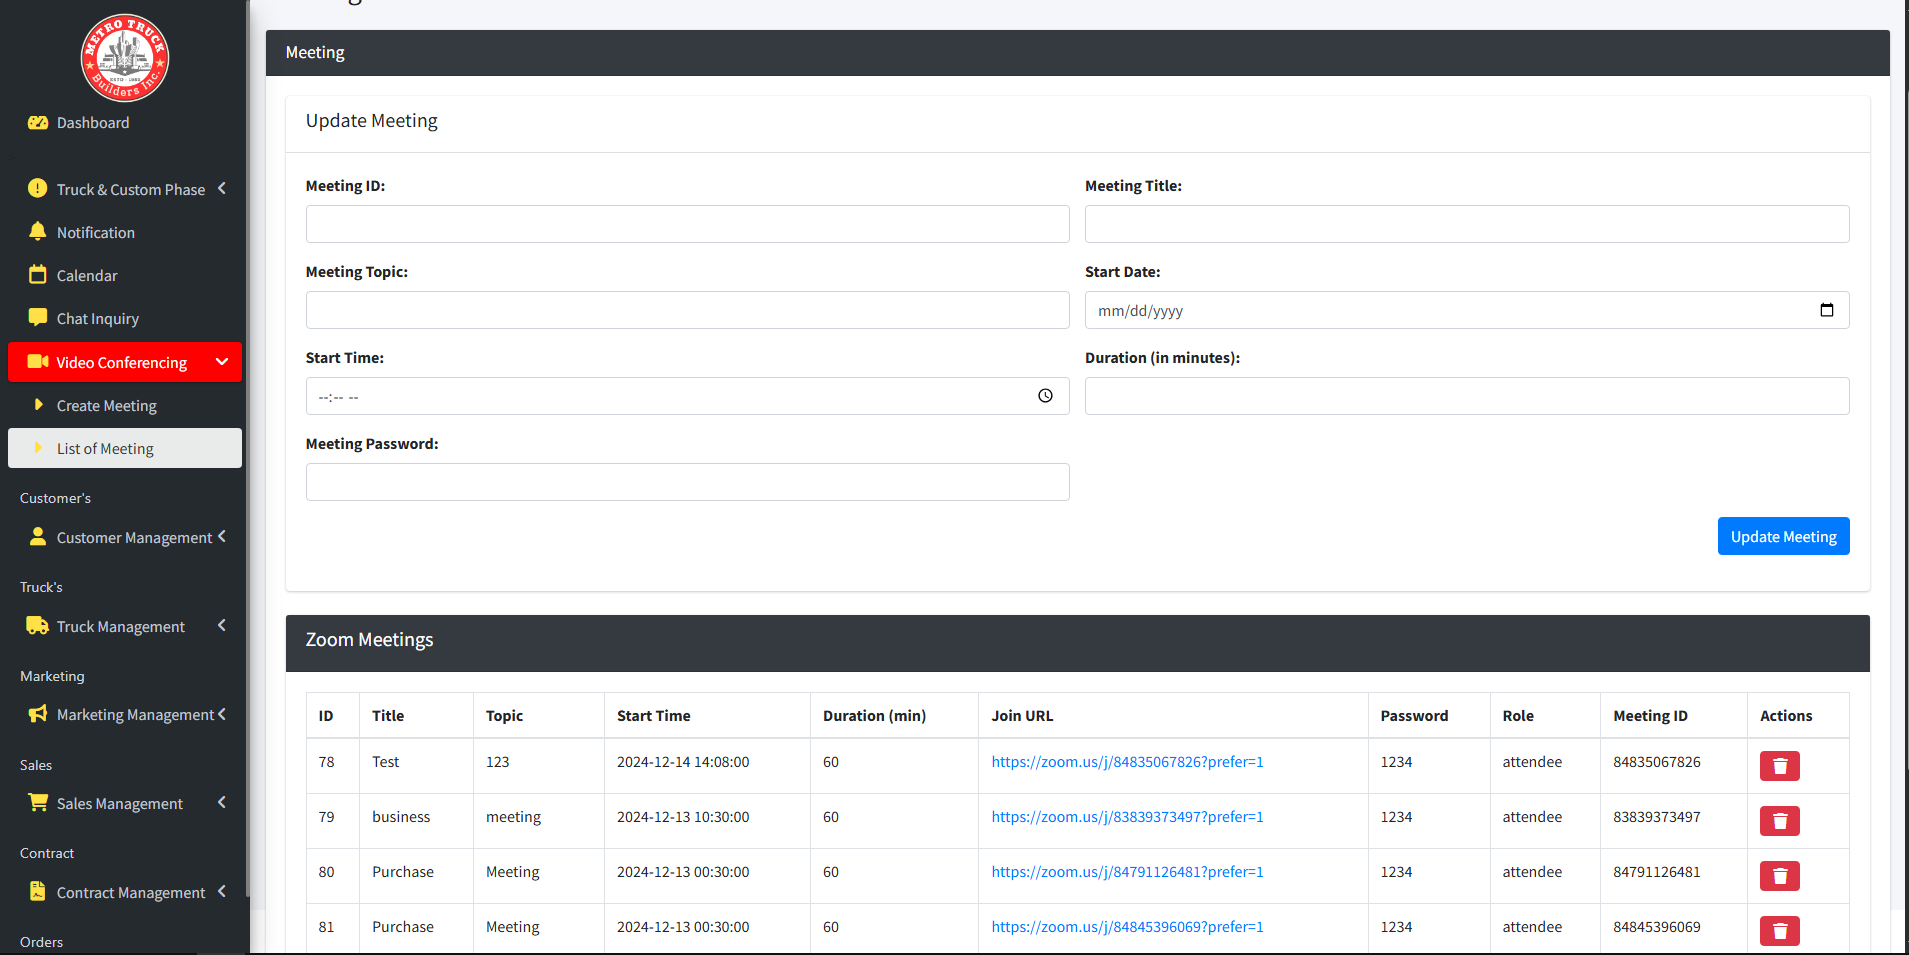 METRO TRUCK
ESTD - 1993
Builders Inc.
Dashboard
Truck & Custom Phase
Notification
Calendar
Chat Inquiry
Video Conferencing
Create Meeting
List of Meeting
Customer's
Customer Management
Truck's
Truck Management
Marketing
Marketing Management
Sales
Sales Management
Contract
Contract Management
Orders
Meeting
Update Meeting
Meeting ID:
Meeting Title:
Meeting Topic:
Start Date:
mm/dd/yyyy
Start Time:
--:-- --
Duration (in minutes):
Meeting Password:
Update Meeting
Zoom Meetings
ID Title Topic Start Time Duration (min) Join URL Password Role Meeting ID Actions
78 Test 123 2024-12-14 14:08:00 60 https://zoom.us/j/84835067826?prefer=1 1234 attendee 84835067826
79 business meeting 2024-12-13 10:30:00 60 https://zoom.us/j/83839373497?prefer=1 1234 attendee 83839373497
80 Purchase Meeting 2024-12-13 00:30:00 60 https://zoom.us/j/84791126481?prefer=1 1234 attendee 84791126481
81 Purchase Meeting 2024-12-13 00:30:00 60 https://zoom.us/j/84845396069?prefer=1 1234 attendee 84845396069